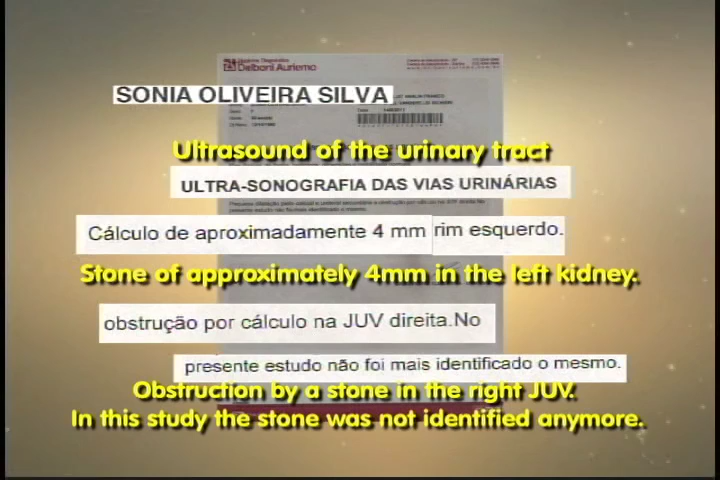 Delboni Auriemo
SONIA OLIVEIRA SILVA
Ultrasound of the urinary tract
ULTRA-SONOGRAFIA DAS VIAS URINÁRIAS
Cálculo de aproximadamente 4 mm rim esquerdo.
Stone of approximately 4mm in the left kidney.
obstrução por cálculo na JUV direita.No
presente estudo não foi mais identificado o mesmo.
Obstruction by a stone in the right JUV.
In this study the stone was not identified anymore.